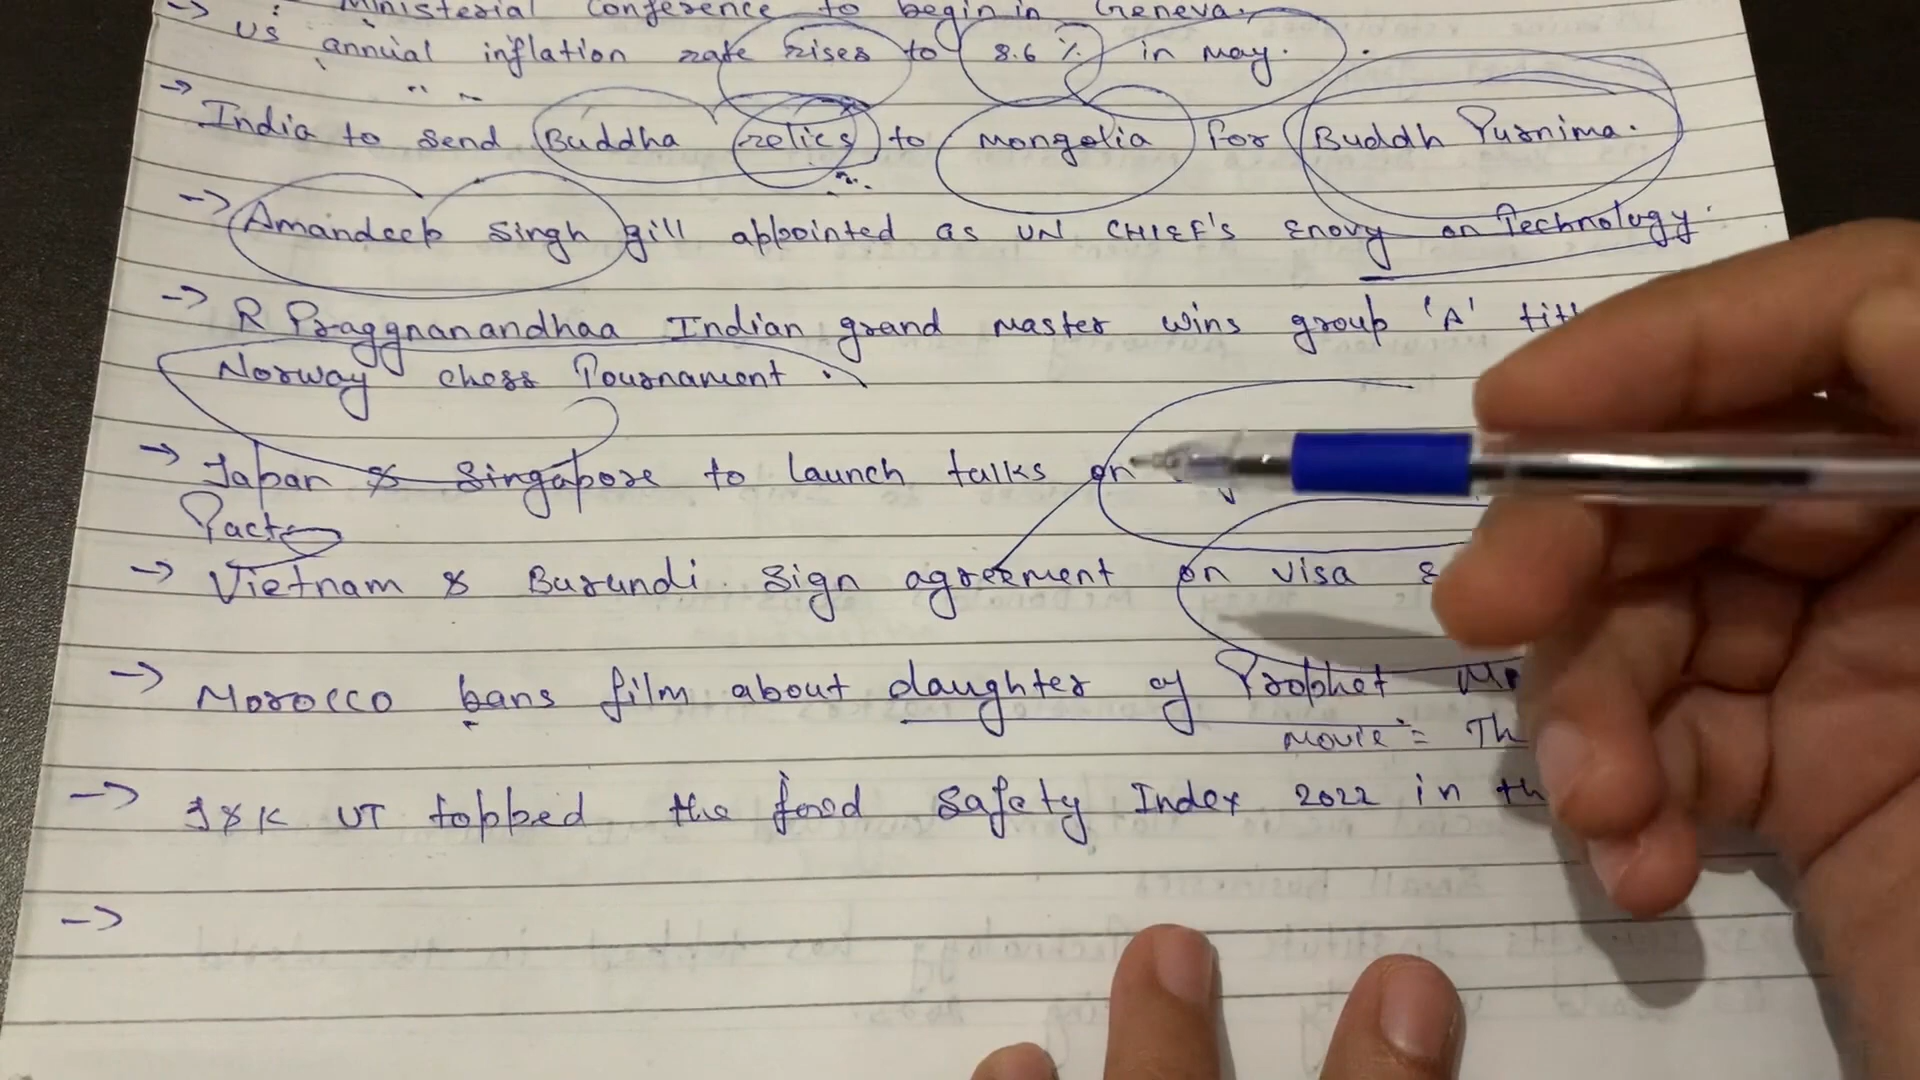 Ministerial Conference to begin in Geneva.
US annual inflation rate rises to 8.6 % in May.
→ India to send Buddha relics to Mongolia for Buddh Purnima.
→ Amandeep Singh gill appointed as UN CHIEF's Enovy on Technology.
→ R Praggnanandhaa Indian grand master wins group 'A'
Norway chess Tournament.
→ Japan & Singapore to launch talks on
Pact
→ Vietnam & Burundi sign agreement on visa
→ Morocco bans film about daughter of Prophet
movie =
→ J&K UT topped the food Safety Index 2022 in
→